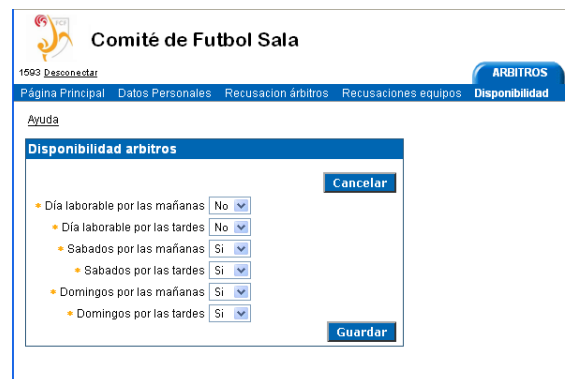 FCF
Comité de Futbol Sala
1593 Desconectar
ARBITROS
Página Principal Datos Personales Recusacion árbitros Recusaciones equipos Disponibilidad
Ayuda
Disponibilidad arbitros
Cancelar
* Día laborable por las mañanas No
* Día laborable por las tardes No
* Sabados por las mañanas Si
* Sabados por las tardes Si
* Domingos por las mañanas Si
* Domingos por las tardes Si
Guardar